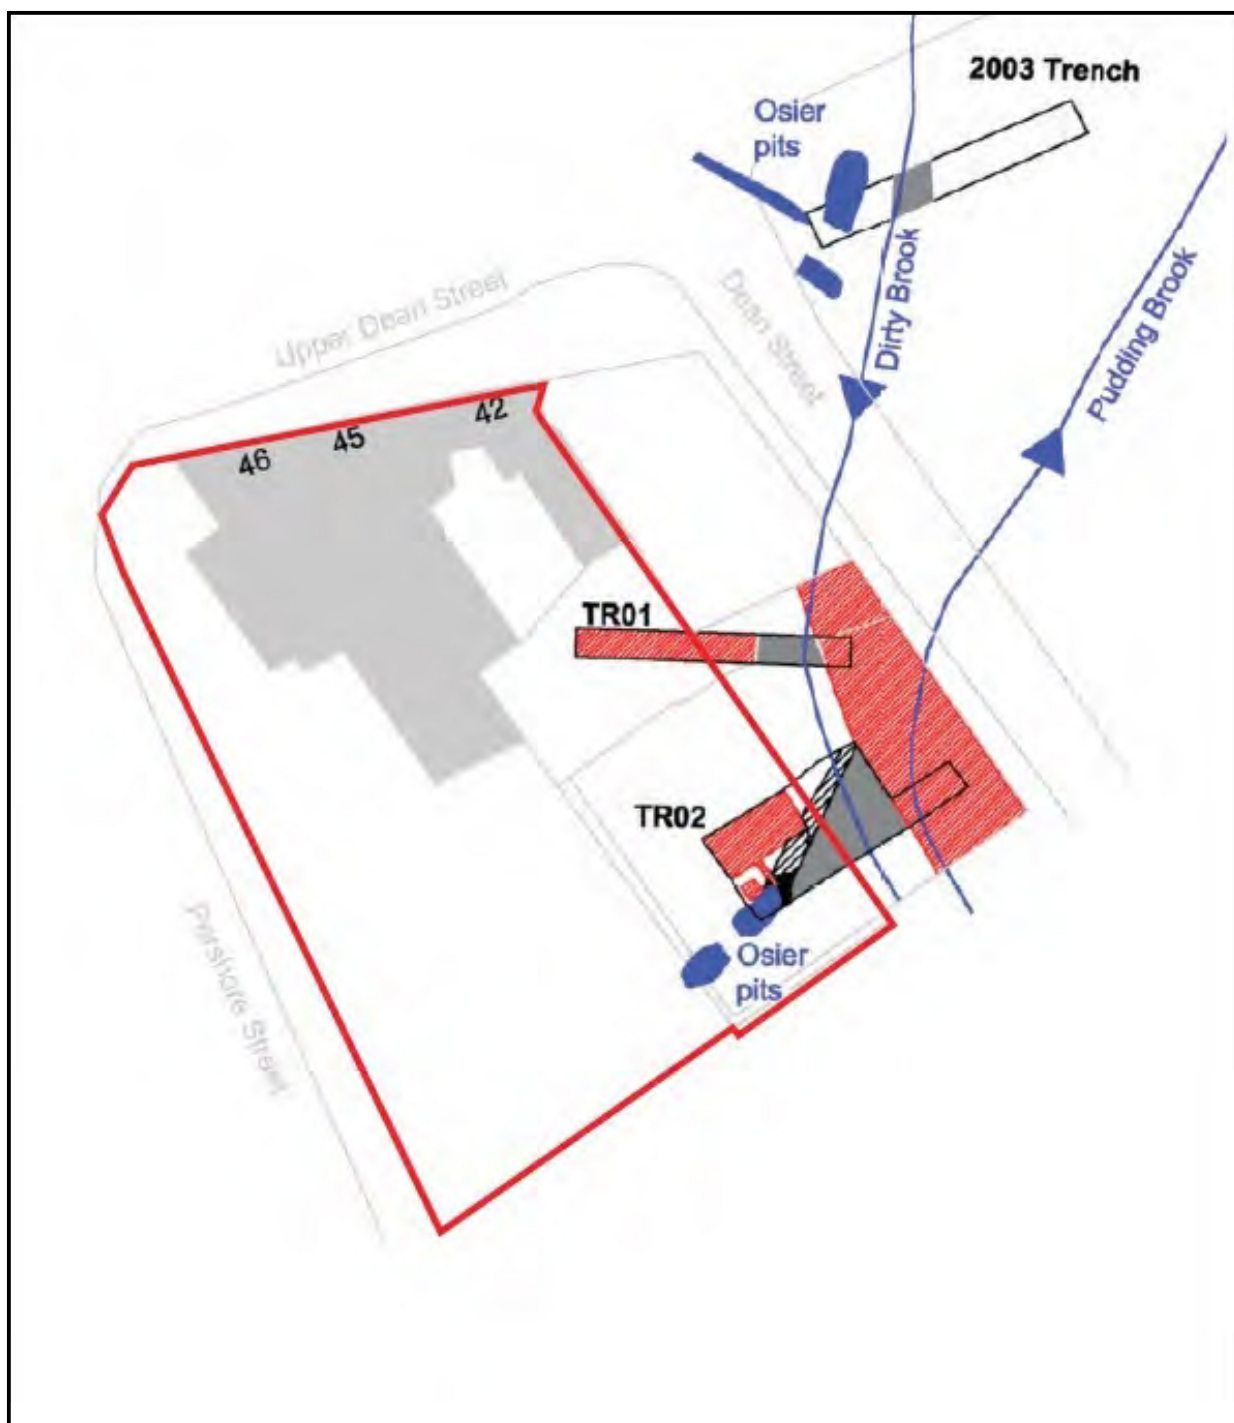 2003 Trench
Osier
pits
Upper Dean Street
Dean Street
Dirty Brook
Pudding Brook
46
45
42
TR01
TR02
Osier
pits
Pershore Street